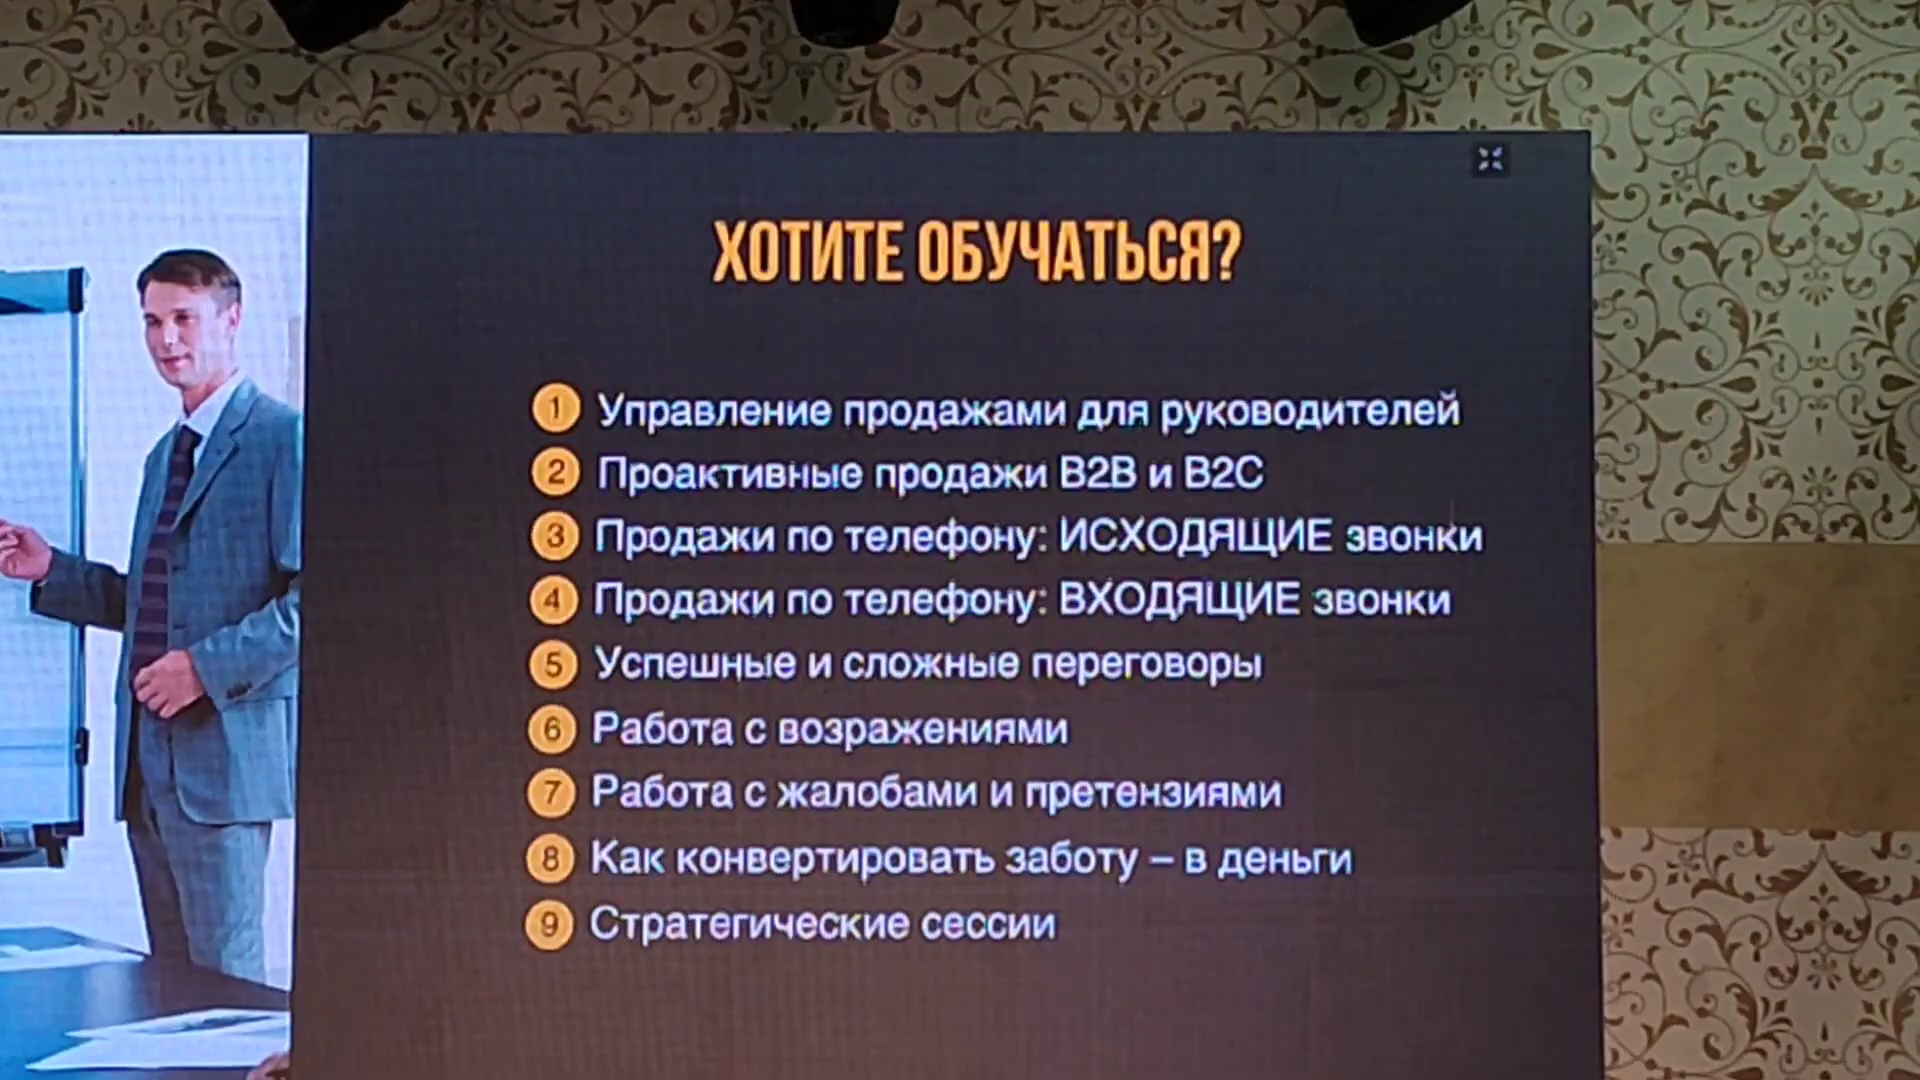 ХОТИТЕ ОБУЧАТЬСЯ?
1 Управление продажами для руководителей
2 Проактивные продажи B2B и B2C
3 Продажи по телефону: ИСХОДЯЩИЕ звонки
4 Продажи по телефону: ВХОДЯЩИЕ звонки
5 Успешные и сложные переговоры
6 Работа с возражениями
7 Работа с жалобами и претензиями
8 Как конвертировать заботу – в деньги
9 Стратегические сессии